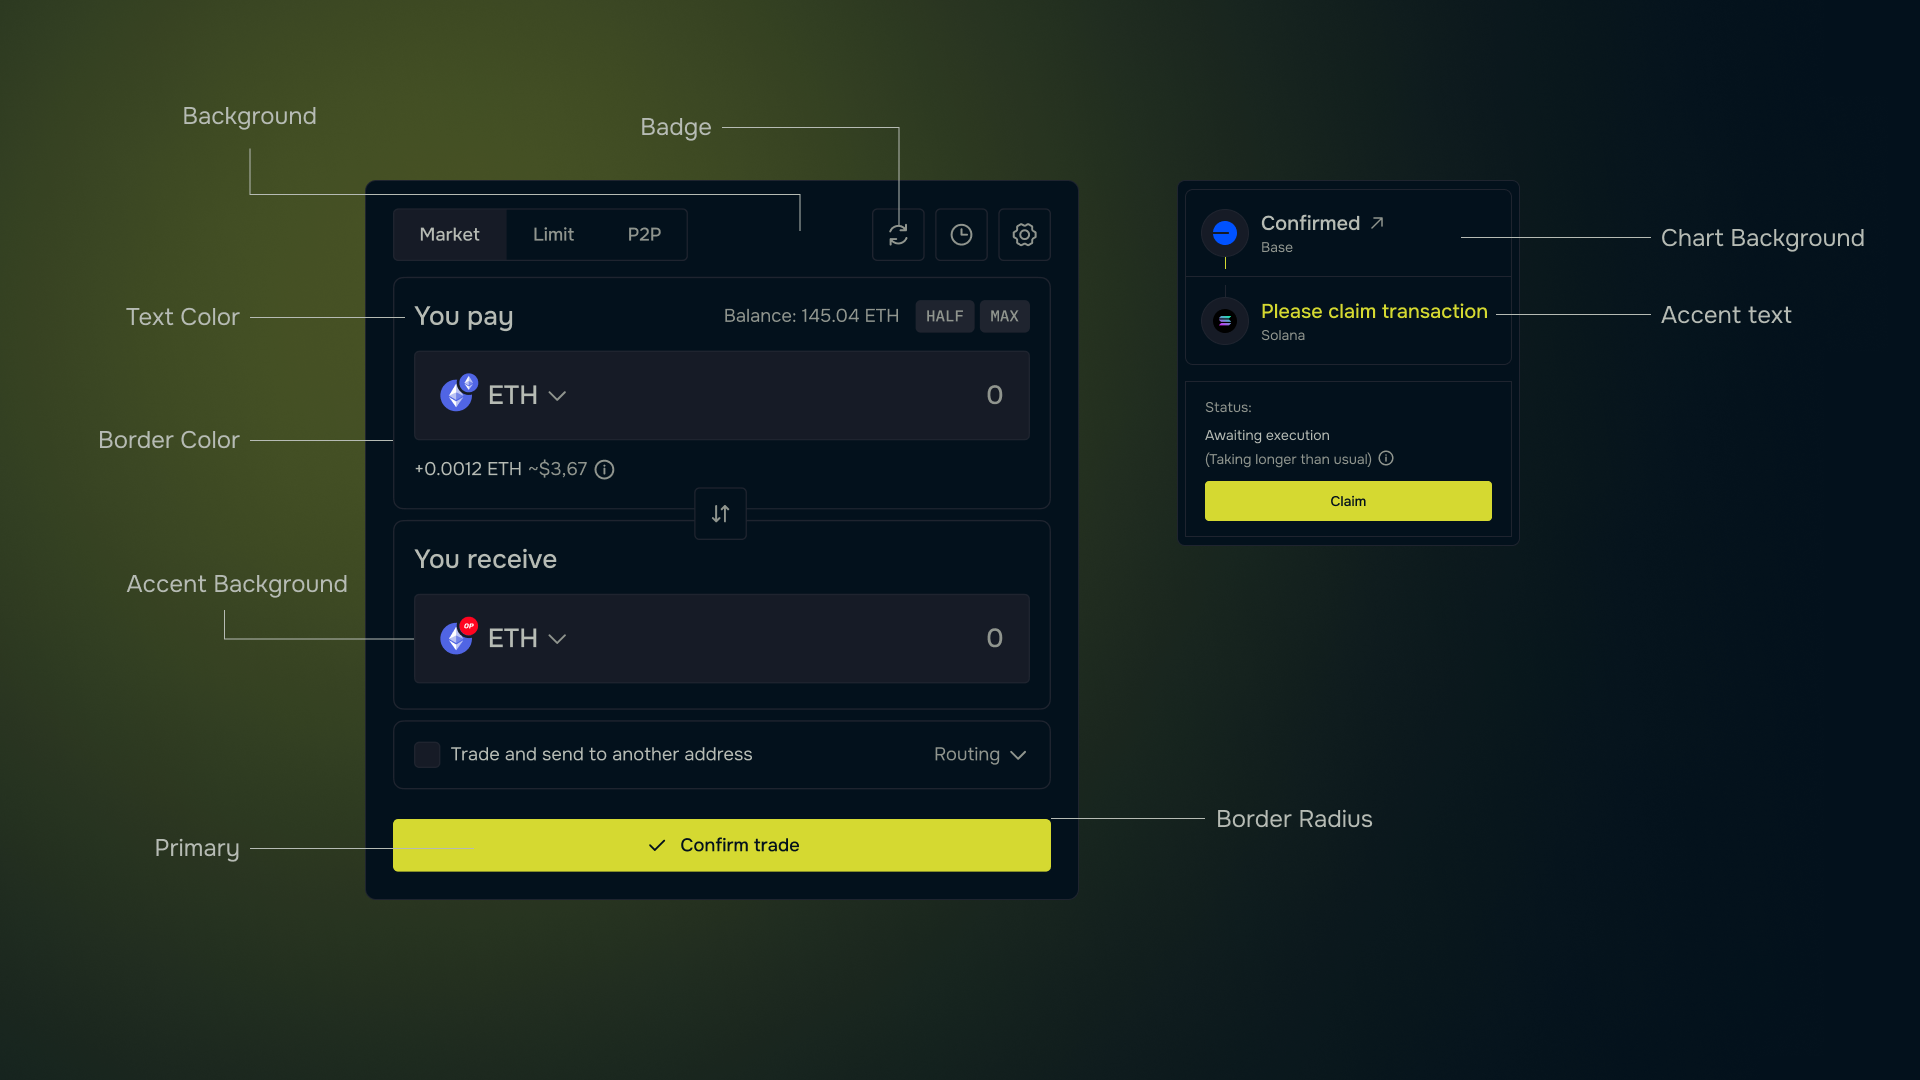 Background
Badge
Market
Limit
P2P
Text Color
You pay
Balance: 145.04 ETH
HALF
MAX
ETH
0
Border Color
+0.0012 ETH ~$3,67
You receive
Accent Background
OP
ETH
0
Trade and send to another address
Routing
Primary
Confirm trade
Border Radius
Confirmed
Base
Chart Background
Please claim transaction
Solana
Accent text
Status:
Awaiting execution
(Taking longer than usual)
Claim